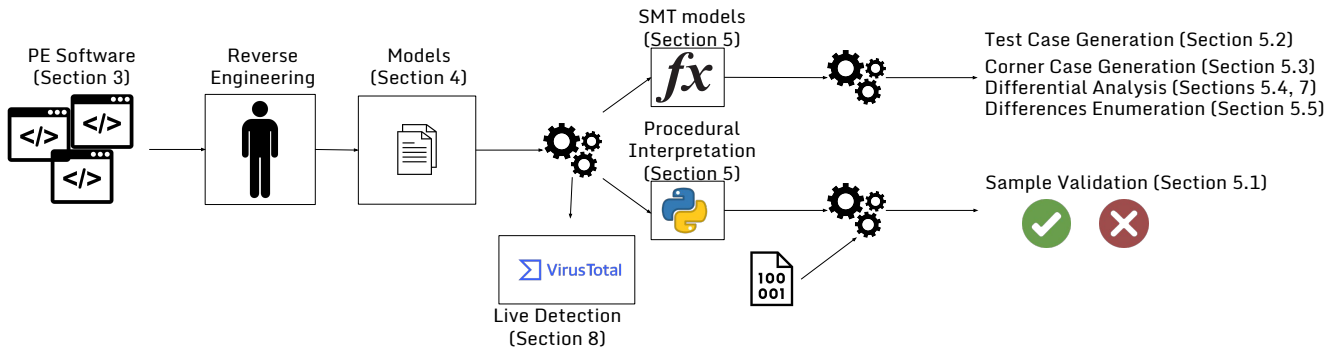 PE Software
(Section 3)
</>
</>
</>
Reverse
Engineering
Models
(Section 4)
SMT models
(Section 5)
fx
Procedural
Interpretation
(Section 5)
VirusTotal
Live Detection
(Section 8)
100
001
Test Case Generation (Section 5.2)
Corner Case Generation (Section 5.3)
Differential Analysis (Sections 5.4, 7)
Differences Enumeration (Section 5.5)
Sample Validation (Section 5.1)